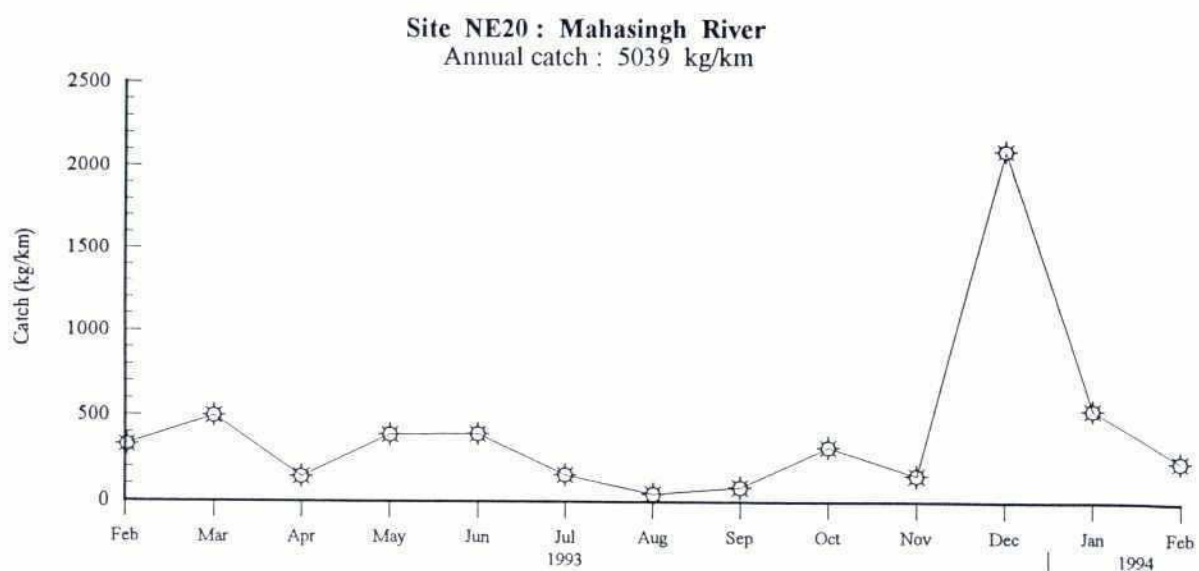 Site NE20 : Mahasingh River
Annual catch : 5039 kg/km
2500
2000
1500
1000
500
0
Catch (kg/km)
Feb Mar Apr May Jun Jul Aug Sep Oct Nov Dec Jan Feb
1993 1994